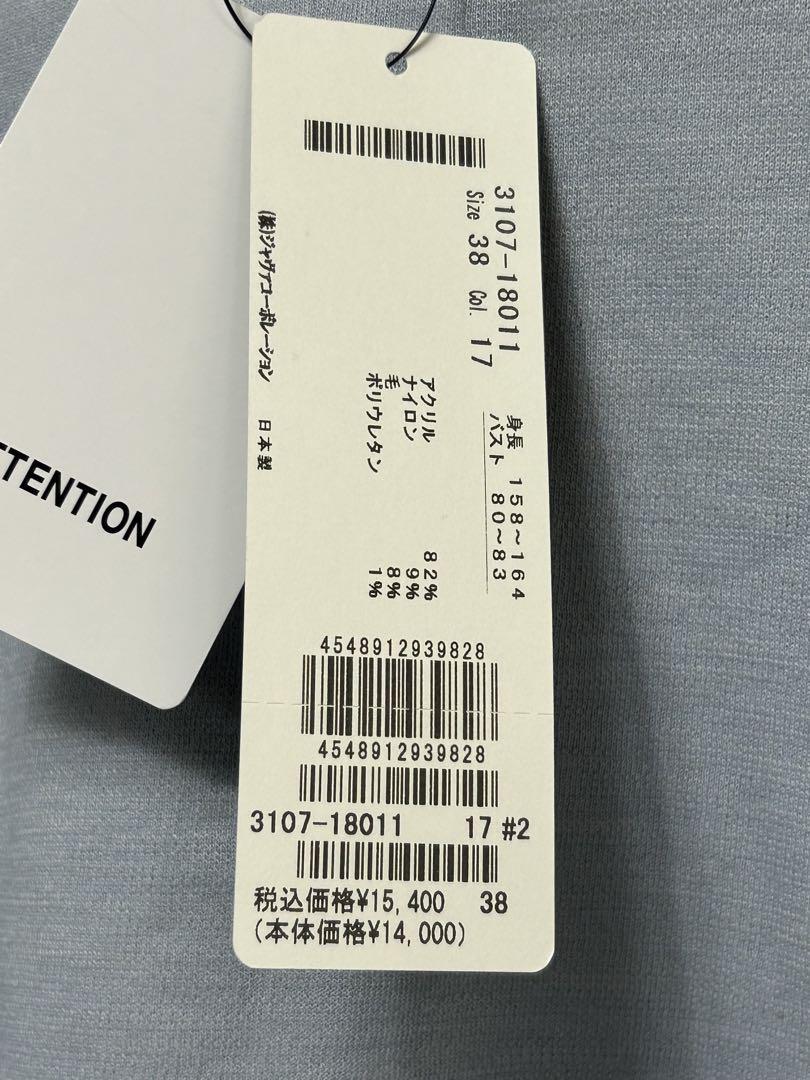 3107-18011
Size 38 Col. 17
身長 158~164
バスト 80~83
アクリル 82%
ナイロン 9%
毛 8%
ポリウレタン 1%
(株)ジャヴァコーポレーション 日本製
4548912939828
4548912939828
3107-18011 17 #2
税込価格¥15,400 38
(本体価格¥14,000)
TTENTION